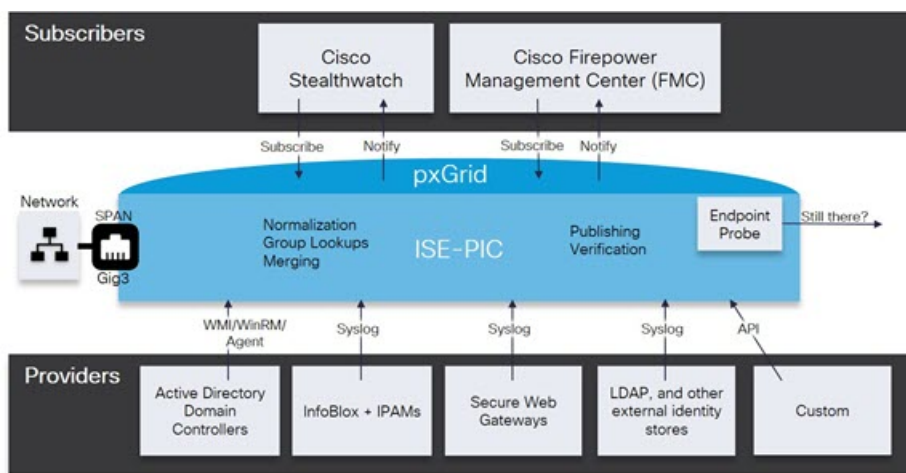 Subscribers
Cisco
Stealthwatch
Cisco Firepower
Management Center (FMC)
Subscribe
Notify
Subscribe
Notify
pxGrid
Network
SPAN
Gig3
Normalization
Group Lookups
Merging
ISE-PIC
Publishing
Verification
Endpoint
Probe
Still there?
WMI/WinRM/
Agent
Syslog
Syslog
Syslog
API
Providers
Active Directory
Domain
Controllers
InfoBlox + IPAMs
Secure Web
Gateways
LDAP, and other
external identity
stores
Custom